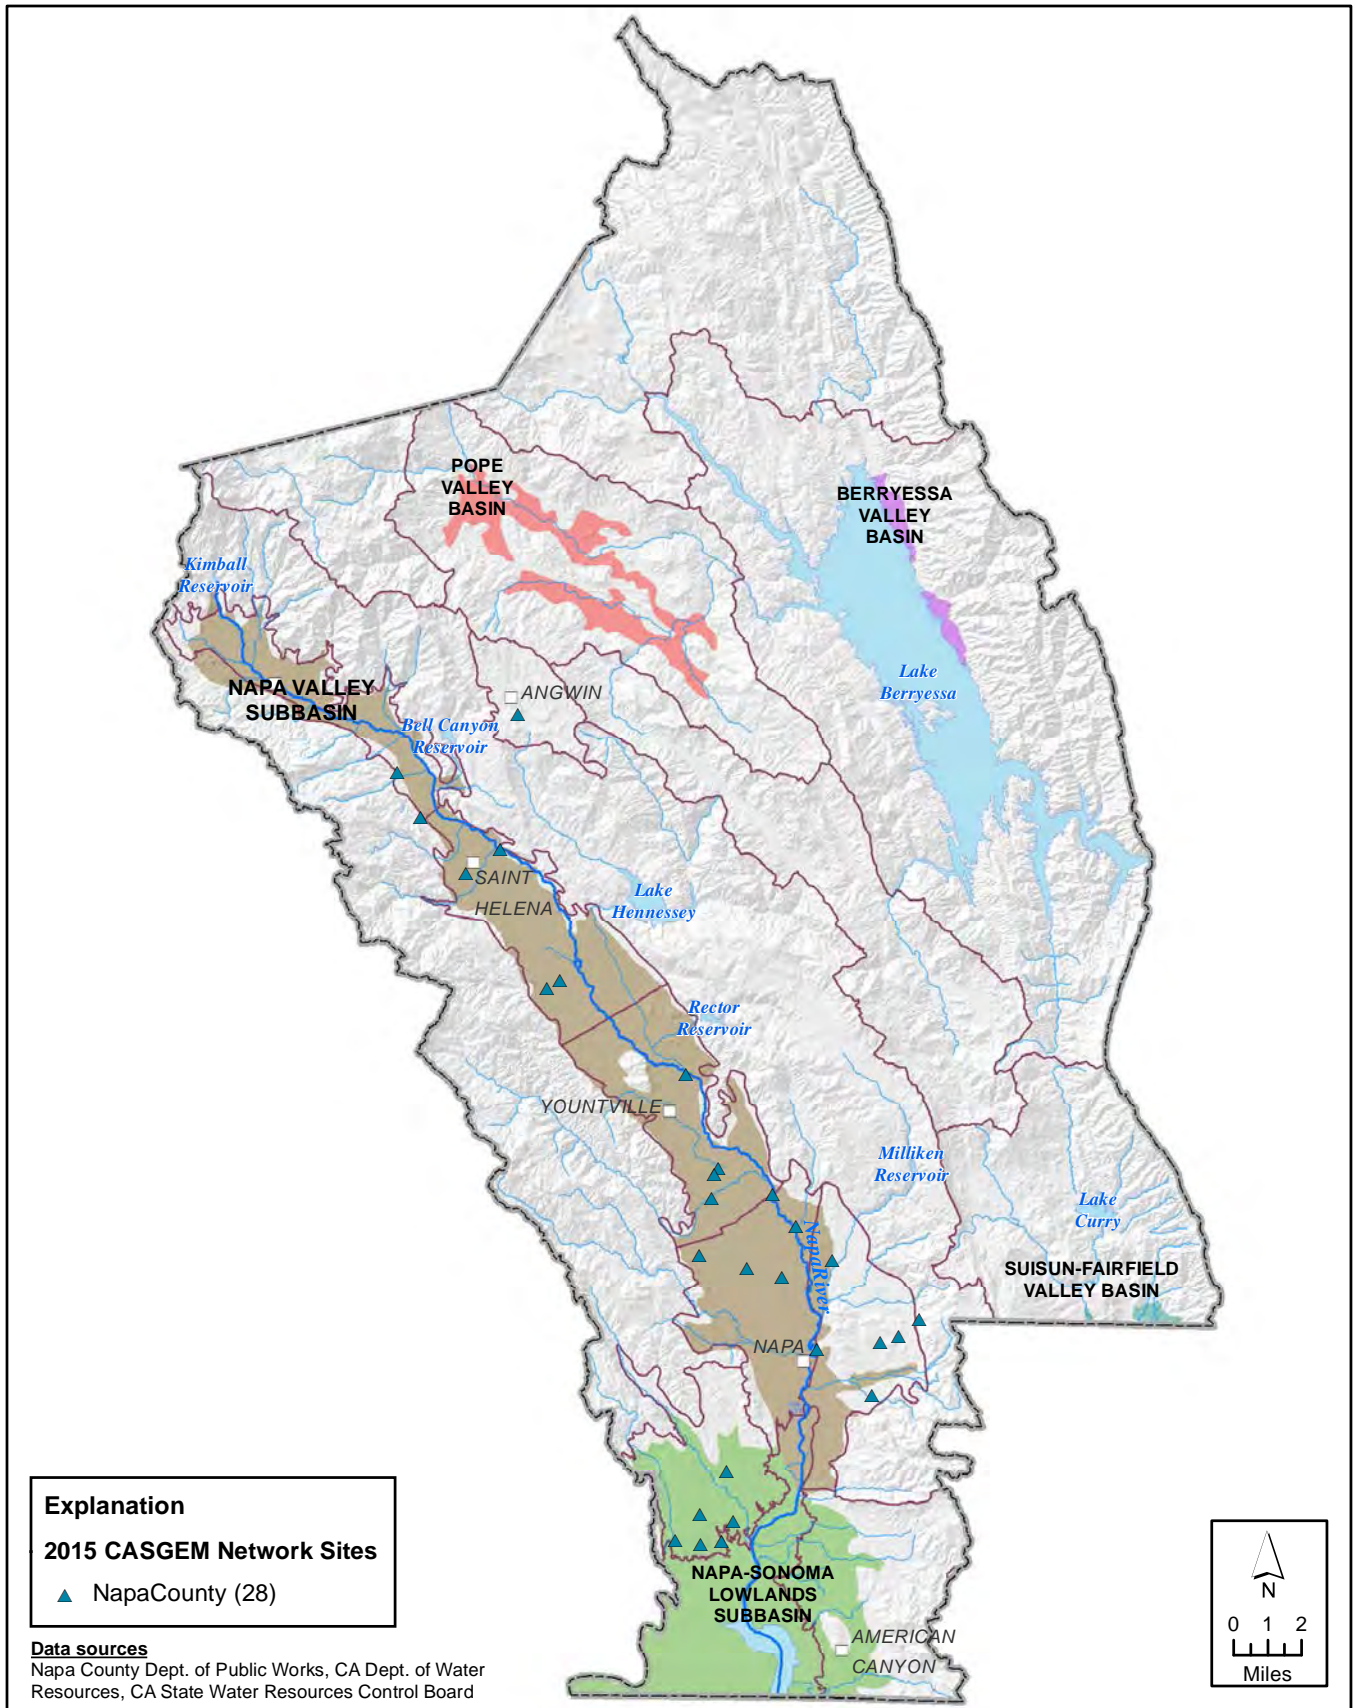 POPE
VALLEY
BASIN
BERRYESSA
VALLEY
BASIN
Kimball
Reservoir
NAPA VALLEY
SUBBASIN
ANGWIN
Lake
Berryessa
Bell Canyon
Reservoir
SAINT
HELENA
Lake
Hennessey
Rector
Reservoir
YOUNTVILLE
Milliken
Reservoir
Lake
Curry
Napa River
SUISUN-FAIRFIELD
VALLEY BASIN
NAPA
NAPA-SONOMA
LOWLANDS
SUBBASIN
AMERICAN
CANYON
Explanation
2015 CASGEM Network Sites
NapaCounty (28)
Data sources
Napa County Dept. of Public Works, CA Dept. of Water
Resources, CA State Water Resources Control Board
N
0 1 2
Miles